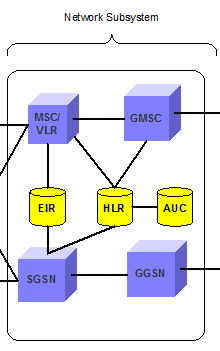 Network Subsystem
MSC/
VLR
GMSC
EIR
HLR
AUC
SGSN
GGSN